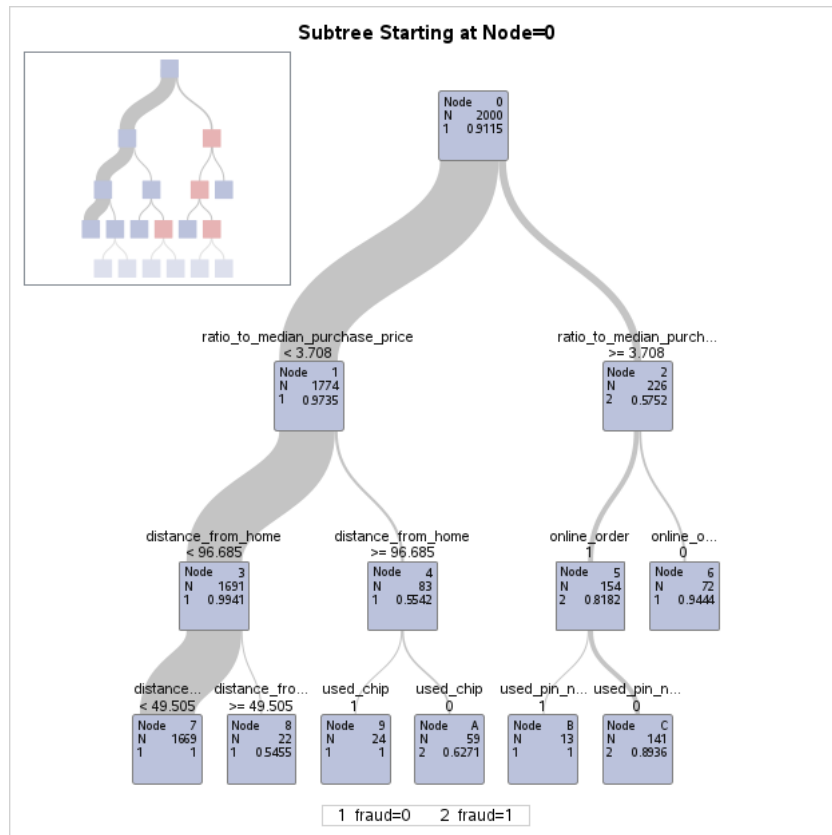 Subtree Starting at Node=0
Node 0
N 2000
1 0.9115
ratio_to_median_purchase_price
< 3.708
ratio_to_median_purch...
>= 3.708
Node 1
N 1774
1 0.9735
Node 2
N 226
2 0.5752
distance_from_home
< 96.685
distance_from_home
>= 96.685
online_order
1
online_o...
0
Node 3
N 1691
1 0.9941
Node 4
N 83
1 0.5542
Node 5
N 154
2 0.8182
Node 6
N 72
1 0.9444
distance...
< 49.505
distance_fro...
>= 49.505
used_chip
1
used_chip
0
used_pin_n...
1
used_pin_n...
0
Node 7
N 1669
1 1
Node 8
N 22
1 0.5455
Node 9
N 24
1 1
Node A
N 59
2 0.6271
Node B
N 13
1 1
Node C
N 141
2 0.8936
1 fraud=0 2 fraud=1